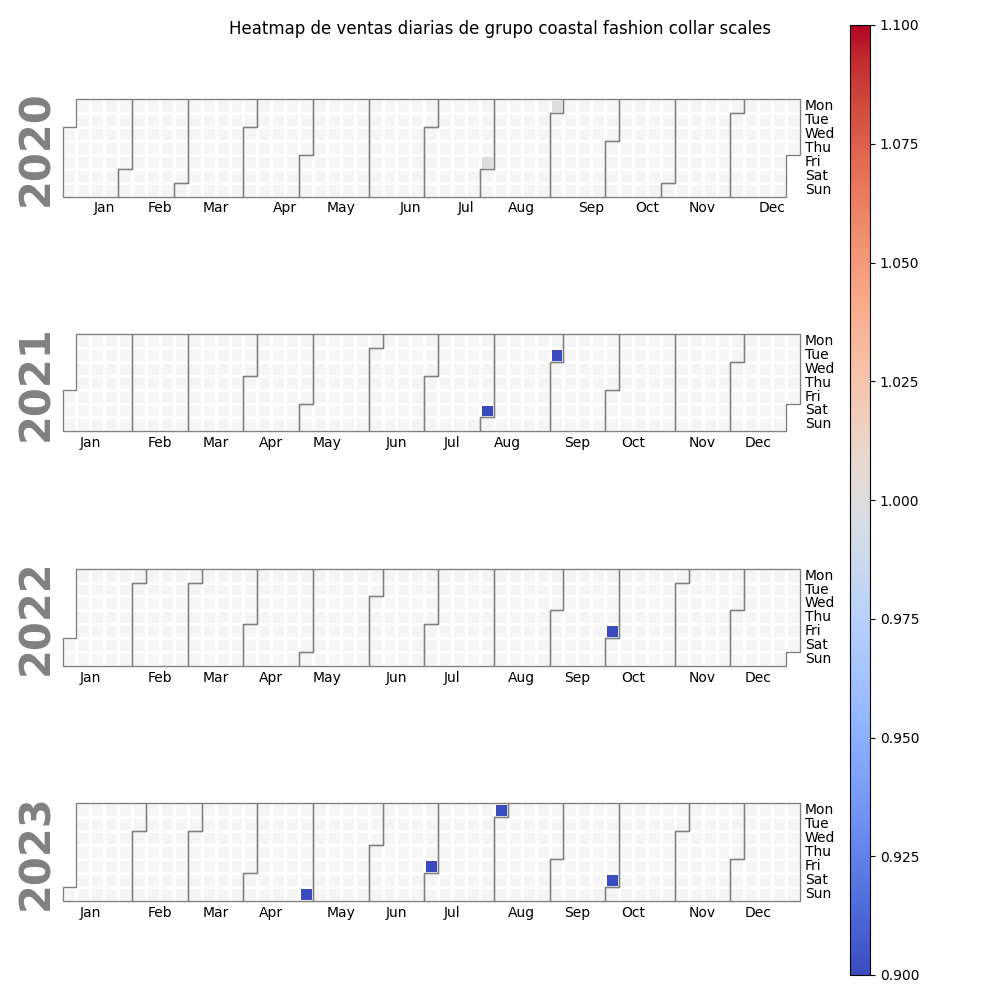 Heatmap de ventas diarias de grupo coastal fashion collar scales
2020
Mon
Tue
Wed
Thu
Fri
Sat
Sun
Jan Feb Mar Apr May Jun Jul Aug Sep Oct Nov Dec
2021
Mon
Tue
Wed
Thu
Fri
Sat
Sun
Jan Feb Mar Apr May Jun Jul Aug Sep Oct Nov Dec
2022
Mon
Tue
Wed
Thu
Fri
Sat
Sun
Jan Feb Mar Apr May Jun Jul Aug Sep Oct Nov Dec
2023
Mon
Tue
Wed
Thu
Fri
Sat
Sun
Jan Feb Mar Apr May Jun Jul Aug Sep Oct Nov Dec
1.100
1.075
1.050
1.025
1.000
0.975
0.950
0.925
0.900